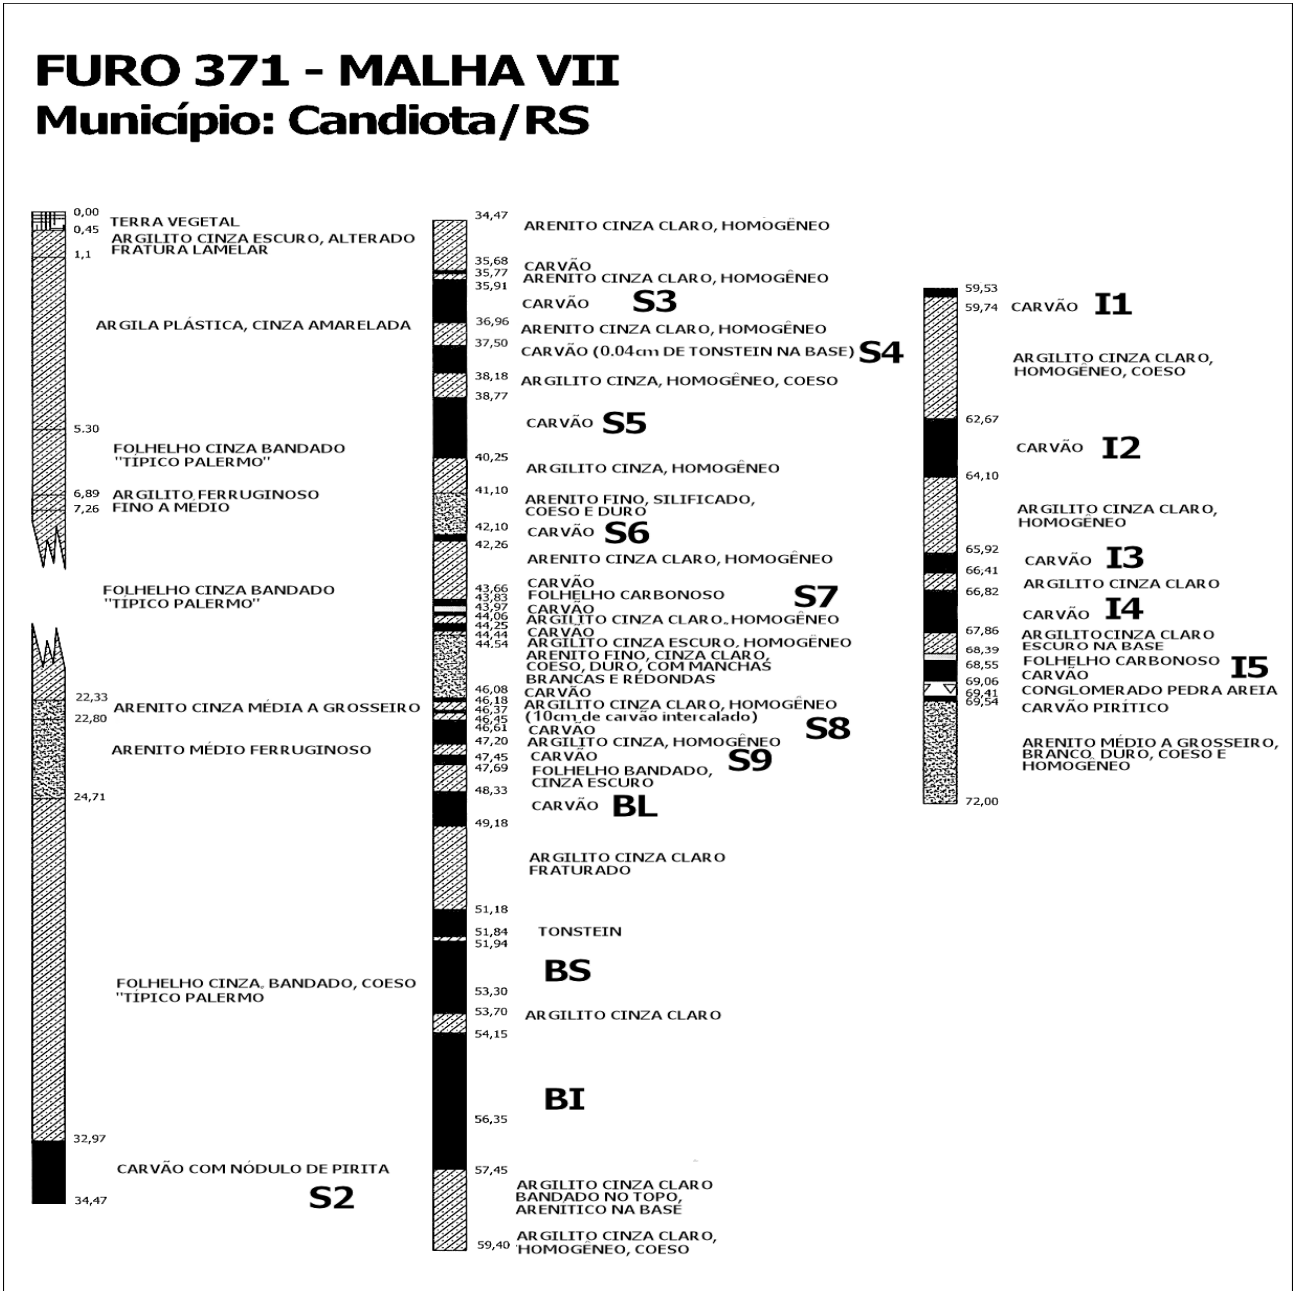 FURO 371 - MALHA VII
Município: Candiota/RS
0,00
TERRA VEGETAL
0,45
ARGILITO CINZA ESCURO, ALTERADO
FRATURA LAMELAR
1,1
ARGILA PLÁSTICA, CINZA AMARELADA
5.30
FOLHELHO CINZA BANDADO
"TÍPICO PALERMO"
6,89 ARGILITO FERRUGINOSO
7,26 FINO A MÉDIO
FOLHELHO CINZA BANDADO
"TÍPICO PALERMO"
22,33
ARENITO CINZA MÉDIA A GROSSEIRO
22,80
ARENITO MÉDIO FERRUGINOSO
24,71
FOLHELHO CINZA, BANDADO, COESO
"TÍPICO PALERMO
32,97
CARVÃO COM NÓDULO DE PIRITA
S2
34,47
34,47
ARENITO CINZA CLARO, HOMOGÊNEO
35,68 CARVÃO
35,77 ARENITO CINZA CLARO, HOMOGÊNEO
35,91
CARVÃO S3
36,96 ARENITO CINZA CLARO, HOMOGÊNEO
37,50
CARVÃO (0.04cm DE TONSTEIN NA BASE) S4
38,18 ARGILITO CINZA, HOMOGÊNEO, COESO
38,77
CARVÃO S5
40,25
ARGILITO CINZA, HOMOGÊNEO
41,10
ARENITO FINO, SILIFICADO,
COESO E DURO
42,10
CARVÃO S6
42,26
ARENITO CINZA CLARO, HOMOGÊNEO
43,66 CARVÃO
43,83 FOLHELHO CARBONOSO S7
43,97 CARVÃO
44,06 ARGILITO CINZA CLARO, HOMOGÊNEO
44,25 CARVÃO
44,44 ARGILITO CINZA ESCURO, HOMOGÊNEO
44.54 ARENITO FINO, CINZA CLARO,
COESO, DURO, COM MANCHAS
BRANCAS E REDONDAS
46,08 CARVÃO
46,18 ARGILITO CINZA CLARO, HOMOGÊNEO
46,37 (10cm de carvão intercalado)
46,45
46,61 CARVÃO S8
47,20 ARGILITO CINZA, HOMOGÊNEO
47,45 CARVÃO S9
47,69 FOLHELHO BANDADO,
CINZA ESCURO
48,33
CARVÃO BL
49,18
ARGILITO CINZA CLARO
FRATURADO
51,18
51,84 TONSTEIN
51,94
BS
53,30
53,70 ARGILITO CINZA CLARO
54,15
BI
56,35
57,45
ARGILITO CINZA CLARO
BANDADO NO TOPO,
ARENÍTICO NA BASE
59,40 ARGILITO CINZA CLARO,
HOMOGÊNEO, COESO
59,53
59,74 CARVÃO I1
ARGILITO CINZA CLARO,
HOMOGÊNEO, COESO
62,67
CARVÃO I2
64,10
ARGILITO CINZA CLARO,
HOMOGÊNEO
65,92
CARVÃO I3
66,41
ARGILITO CINZA CLARO
66,82
CARVÃO I4
67,86
ARGILITO CINZA CLARO
ESCURO NA BASE
68,39
FOLHELHO CARBONOSO I5
68,55
CARVÃO
69,06
69,41 CONGLOMERADO PEDRA AREIA
69,54
CARVÃO PIRÍTICO
ARENITO MÉDIO A GROSSEIRO,
BRANCO, DURO, COESO E
HOMOGÊNEO
72,00